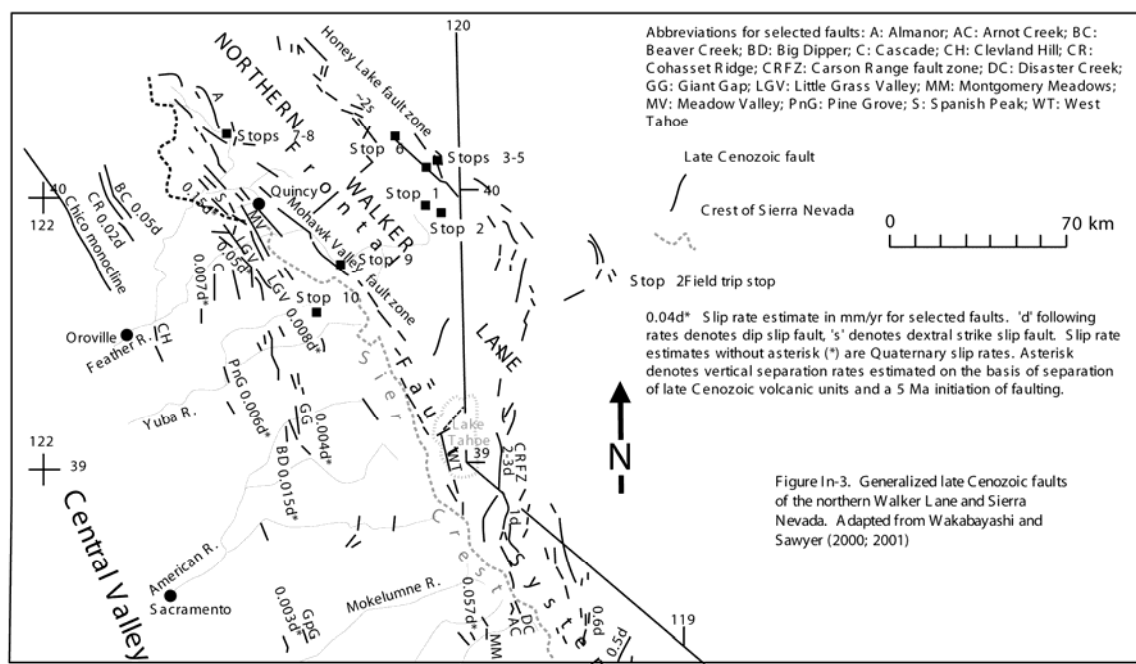 120
Abbreviations for selected faults: A: Almanor; AC: Arnot Creek; BC:
Beaver Creek; BD: Big Dipper; C: Cascade; CH: Clevland Hill; CR:
Cohasset Ridge; CRFZ: Carson Range fault zone; DC: Disaster Creek;
GG: Giant Gap; LGV: Little Grass Valley; MM: Montgomery Meadows;
MV: Meadow Valley; PnG: Pine Grove; S: Spanish Peak; WT: West
Tahoe
NORTHERN
WALKER
LANE
Honey Lake fault zone
~2s
A
Stops 7-8
Stop 6
Stops 3-5
Stop 1
40
Stop 2
40
122
Chico monocline
CR 0.02d
BC 0.05d
0.15d
S
Quincy
MV
Mohawk Valley fault zone
Frontal
Fault
Syste
LGV
0.05d*
C
0.007d*
Stop 9
LGV 0.008d*
Stop 10
Oroville
Feather R.
CH
Sierra
Crest
PnG 0.006d*
GG
0.004d*
Yuba R.
BD 0.015d*
Lake
Tahoe
WT
39
CRFZ
2-3d
1d
122
39
Central Valley
American R.
Sacramento
Mokelumne R.
0.003d*
GpG
0.057d*
MM
AC
DC
0.6d
0.5d
119
Late Cenozoic fault
Crest of Sierra Nevada
0
70 km
Stop 2Field trip stop
0.04d* Slip rate estimate in mm/yr for selected faults. 'd' following
rates denotes dip slip fault, 's' denotes dextral strike slip fault. Slip rate
estimates without asterisk (*) are Quaternary slip rates. Asterisk
denotes vertical separation rates estimated on the basis of separation
of late Cenozoic volcanic units and a 5 Ma initiation of faulting.
N
Figure In-3. Generalized late Cenozoic faults
of the northern Walker Lane and Sierra
Nevada. Adapted from Wakabayashi and
Sawyer (2000; 2001)